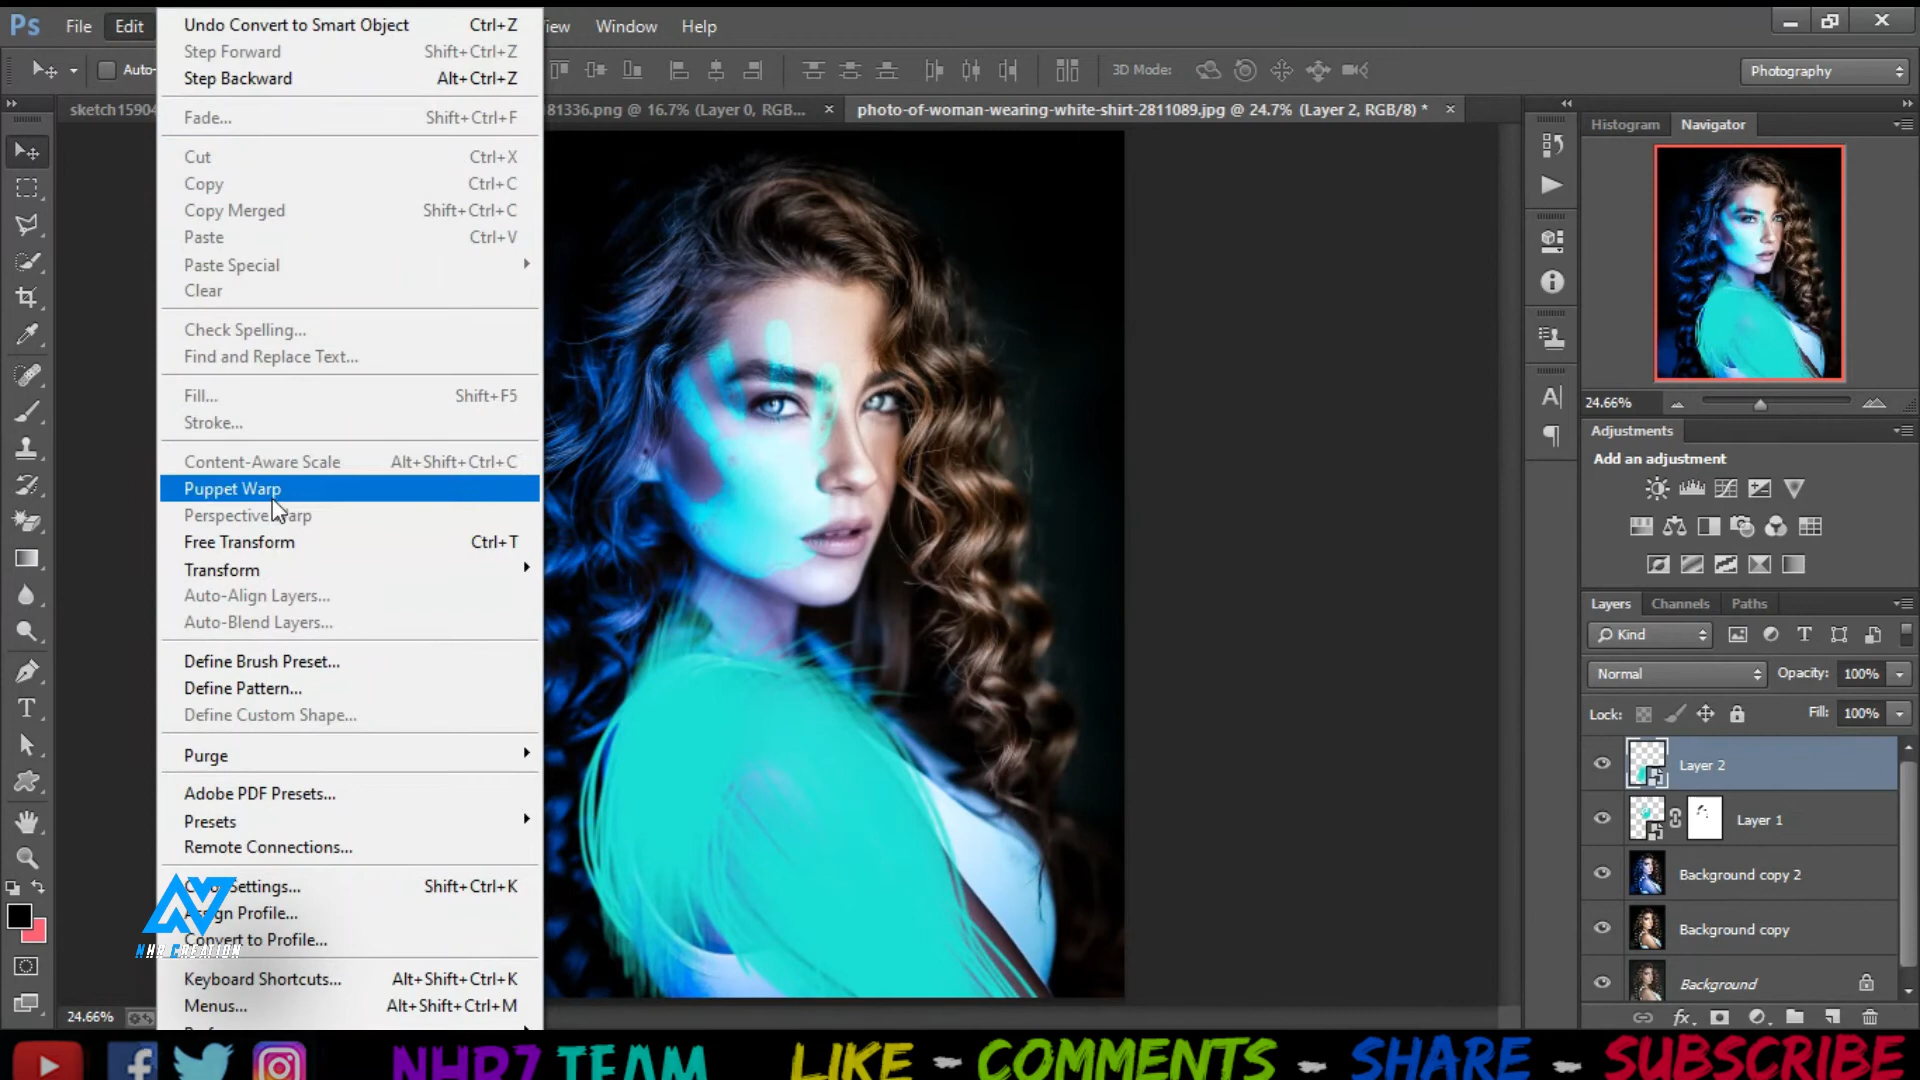 Ps File Edit View Window Help
Auto- 3D Mode: Photography
sketch15904 181336.png @ 16.7% (Layer 0, RGB... × photo-of-woman-wearing-white-shirt-2811089.jpg @ 24.7% (Layer 2, RGB/8) * ×
Undo Convert to Smart Object Ctrl+Z
Step Forward Shift+Ctrl+Z
Step Backward Alt+Ctrl+Z
Fade... Shift+Ctrl+F
Cut Ctrl+X
Copy Ctrl+C
Copy Merged Shift+Ctrl+C
Paste Ctrl+V
Paste Special
Clear
Check Spelling...
Find and Replace Text...
Fill... Shift+F5
Stroke...
Content-Aware Scale Alt+Shift+Ctrl+C
Puppet Warp
Perspective Warp
Free Transform Ctrl+T
Transform
Auto-Align Layers...
Auto-Blend Layers...
Define Brush Preset...
Define Pattern...
Define Custom Shape...
Purge
Adobe PDF Presets...
Presets
Remote Connections...
Color Settings... Shift+Ctrl+K
Assign Profile...
Convert to Profile...
Keyboard Shortcuts... Alt+Shift+Ctrl+K
Menus... Alt+Shift+Ctrl+M
NHR CREATION
24.66%
Histogram Navigator
24.66%
Adjustments
Add an adjustment
Layers Channels Paths
Kind
Normal Opacity: 100%
Lock: Fill: 100%
Layer 2
Layer 1
Background copy 2
Background copy
Background
NHR7 TEAM LIKE - COMMENTS - SHARE - SUBSCRIBE